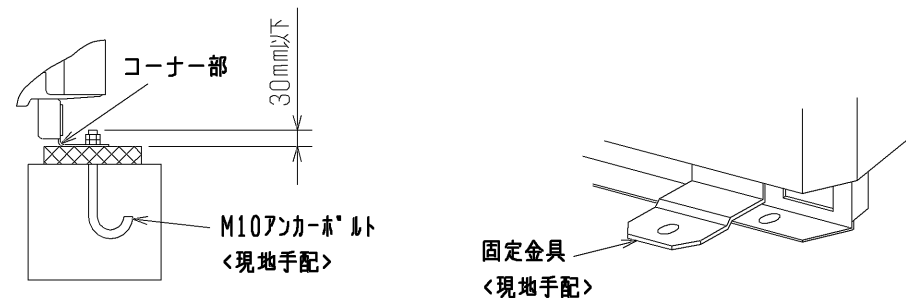 コーナー部
30mm以下
M10アンカーボルト
<現地手配>
固定金具
<現地手配>